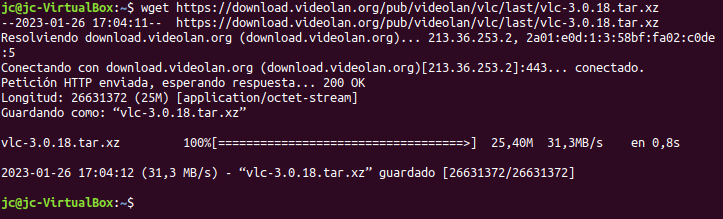 jc@jc-VirtualBox:~$ wget https://download.videolan.org/pub/videolan/vlc/last/vlc-3.0.18.tar.xz
--2023-01-26 17:04:11--  https://download.videolan.org/pub/videolan/vlc/last/vlc-3.0.18.tar.xz
Resolviendo download.videolan.org (download.videolan.org)... 213.36.253.2, 2a01:e0d:1:3:58bf:fa02:c0de
:5
Conectando con download.videolan.org (download.videolan.org)[213.36.253.2]:443... conectado.
Petición HTTP enviada, esperando respuesta... 200 OK
Longitud: 26631372 (25M) [application/octet-stream]
Guardando como: “vlc-3.0.18.tar.xz”
vlc-3.0.18.tar.xz         100%[===================================>]  25,40M  31,3MB/s    en 0,8s
2023-01-26 17:04:12 (31,3 MB/s) - “vlc-3.0.18.tar.xz” guardado [26631372/26631372]
jc@jc-VirtualBox:~$